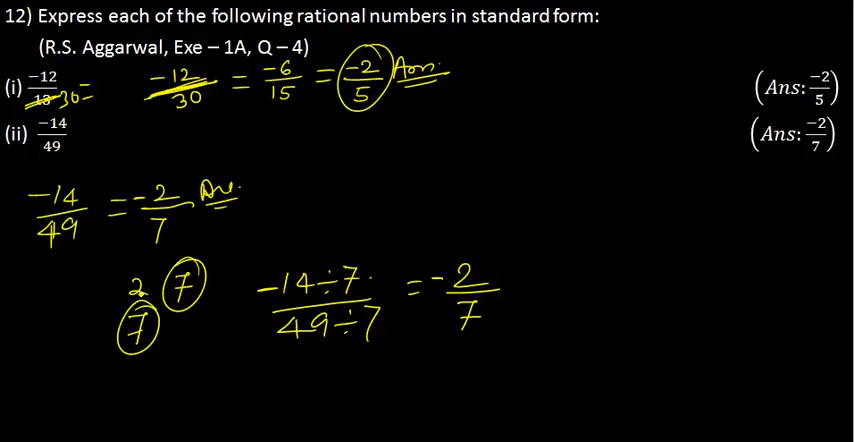 12) Express each of the following rational numbers in standard form:
(R.S. Aggarwal, Exe – 1A, Q – 4)
(i) −12/13 30 = −12/30 = −6/15 = −2/5 Ans. (Ans: −2/5)
(ii) −14/49 (Ans: −2/7)
−14/49 = −2/7 Ans.
2 7 −14÷7/49÷7 = −2/7
7